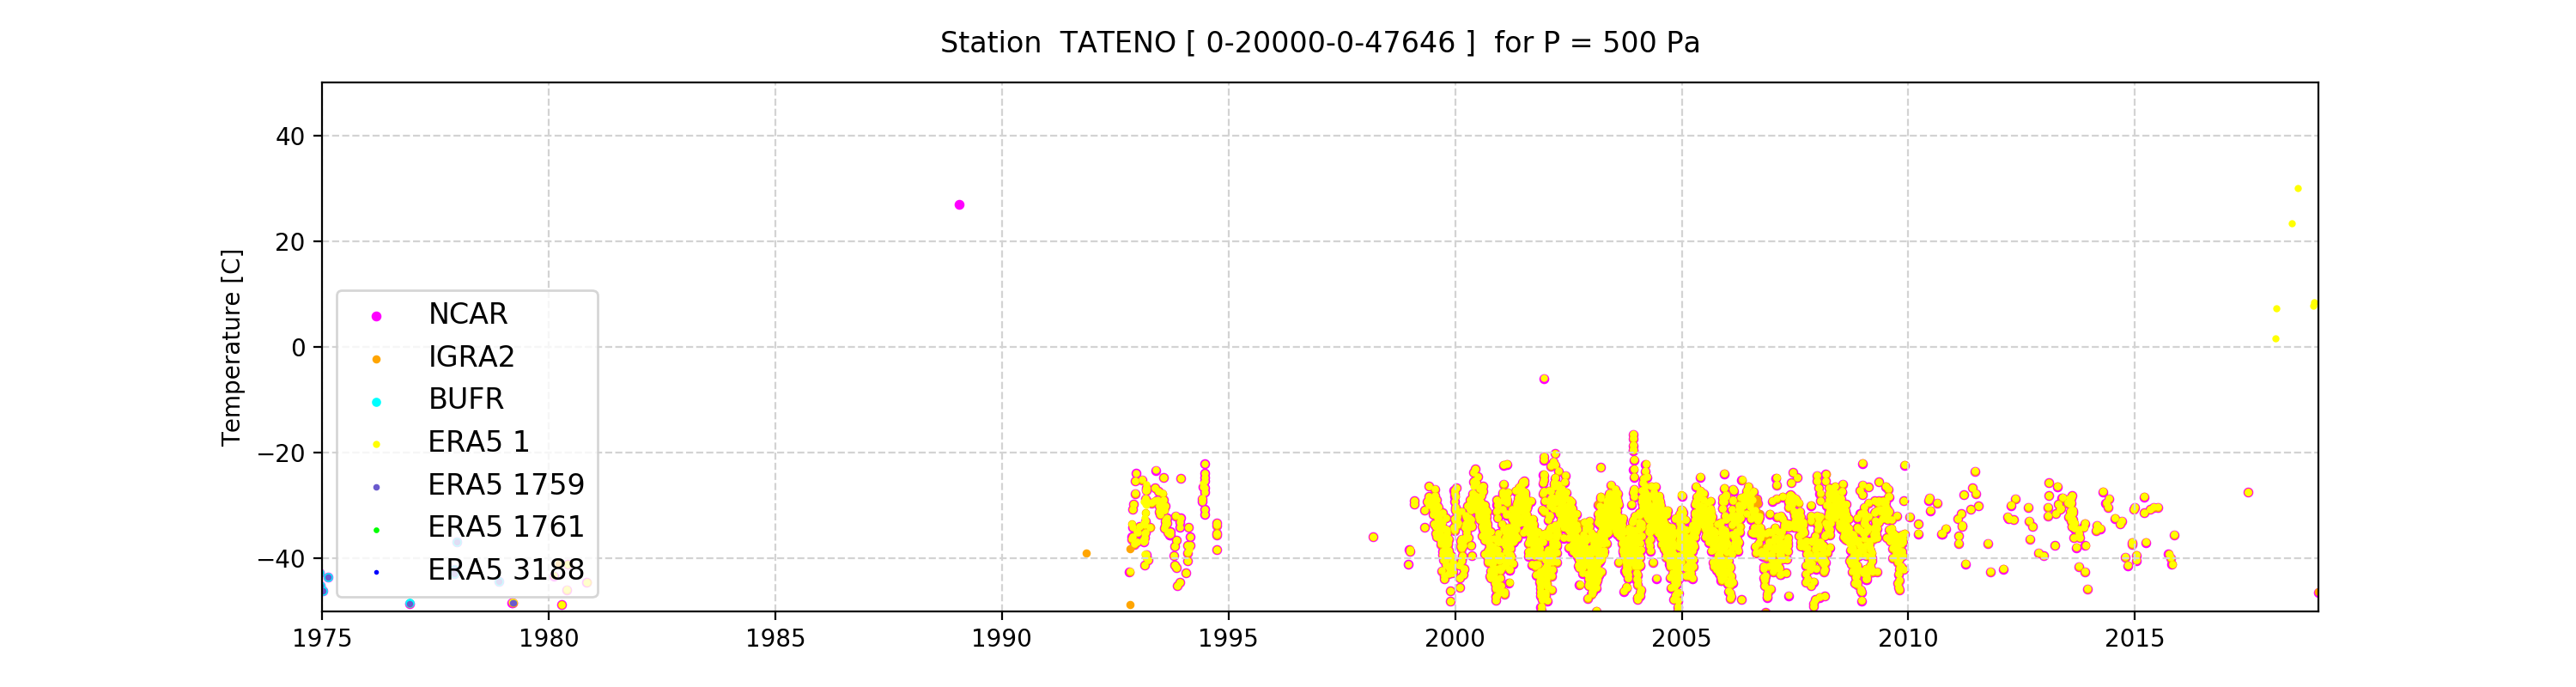 Station  TATENO [ 0-20000-0-47646 ]  for P = 500 Pa
Temperature [C]
40
20
0
−20
−40
NCAR
IGRA2
BUFR
ERA5 1
ERA5 1759
ERA5 1761
ERA5 3188
1975 1980 1985 1990 1995 2000 2005 2010 2015